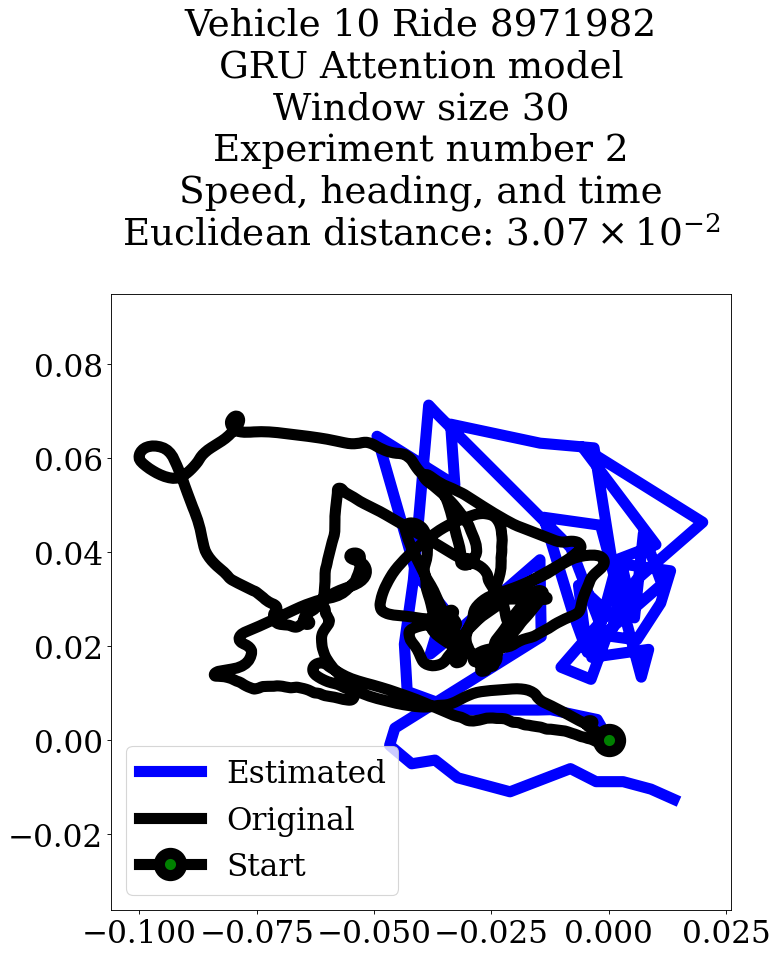 Vehicle 10 Ride 8971982
GRU Attention model
Window size 30
Experiment number 2
Speed, heading, and time
Euclidean distance: 3.07 × 10⁻²
0.08
0.06
0.04
0.02
0.00
−0.02
Estimated
Original
Start
−0.100 −0.075 −0.050 −0.025 0.000 0.025